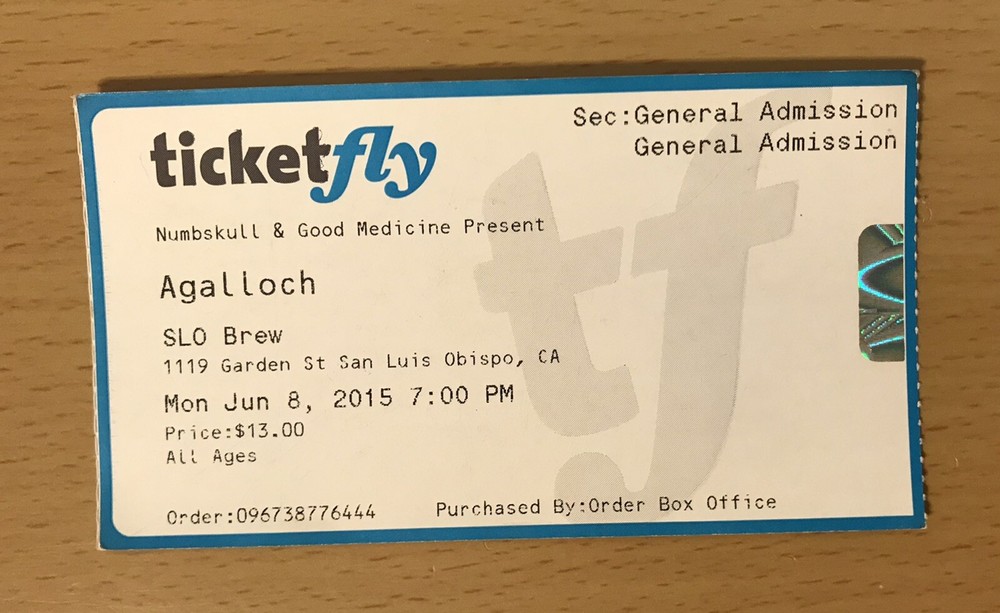 ticketfly
Sec:General Admission
General Admission
Numbskull & Good Medicine Present
Agalloch
SLO Brew
1119 Garden St San Luis Obispo, CA
Mon Jun 8, 2015 7:00 PM
Price:$13.00
All Ages
Order:096738776444 Purchased By:Order Box Office
tf